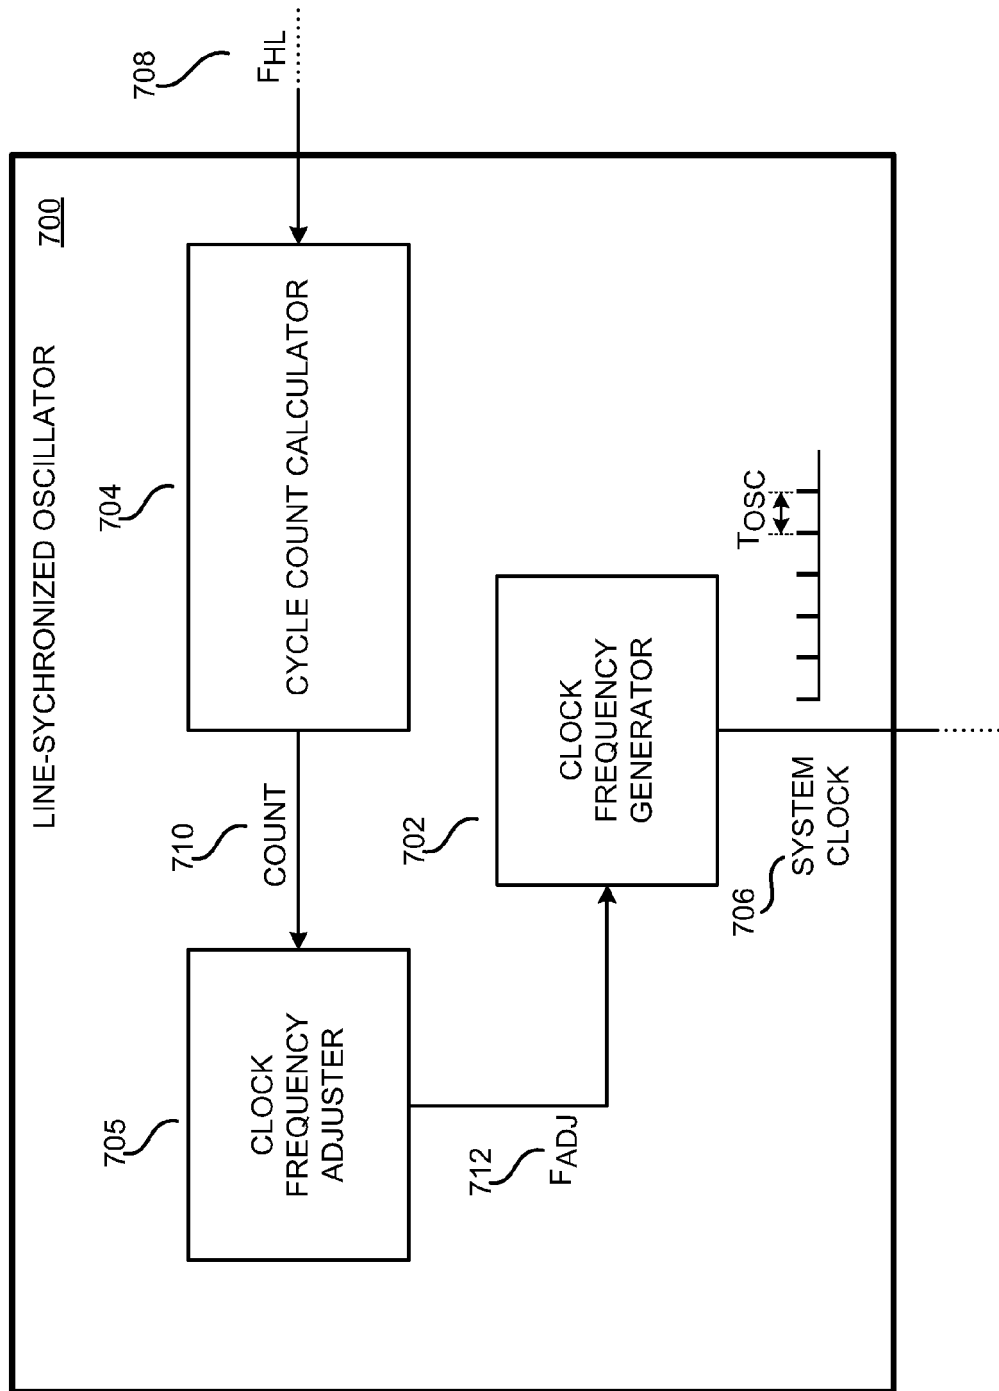 LINE-SYCHRONIZED OSCILLATOR
700
705
CLOCK
FREQUENCY
ADJUSTER
710
COUNT
704
CYCLE COUNT CALCULATOR
708
FHL
712
FADJ
702
CLOCK
FREQUENCY
GENERATOR
TOSC
706
SYSTEM
CLOCK